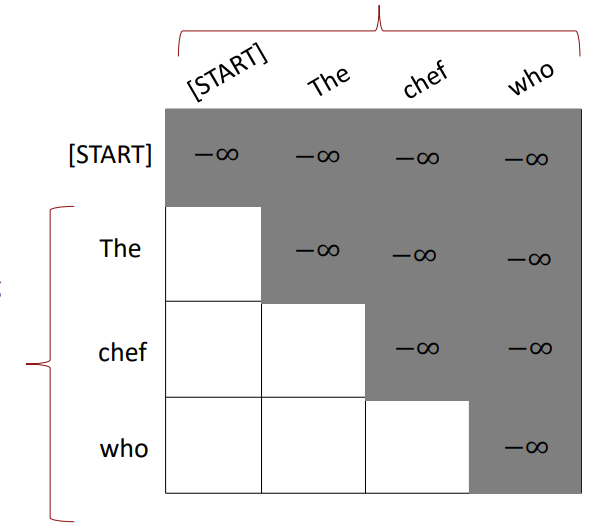 [START] The chef who
[START] −∞ −∞ −∞ −∞
The −∞ −∞ −∞
chef −∞ −∞
who −∞